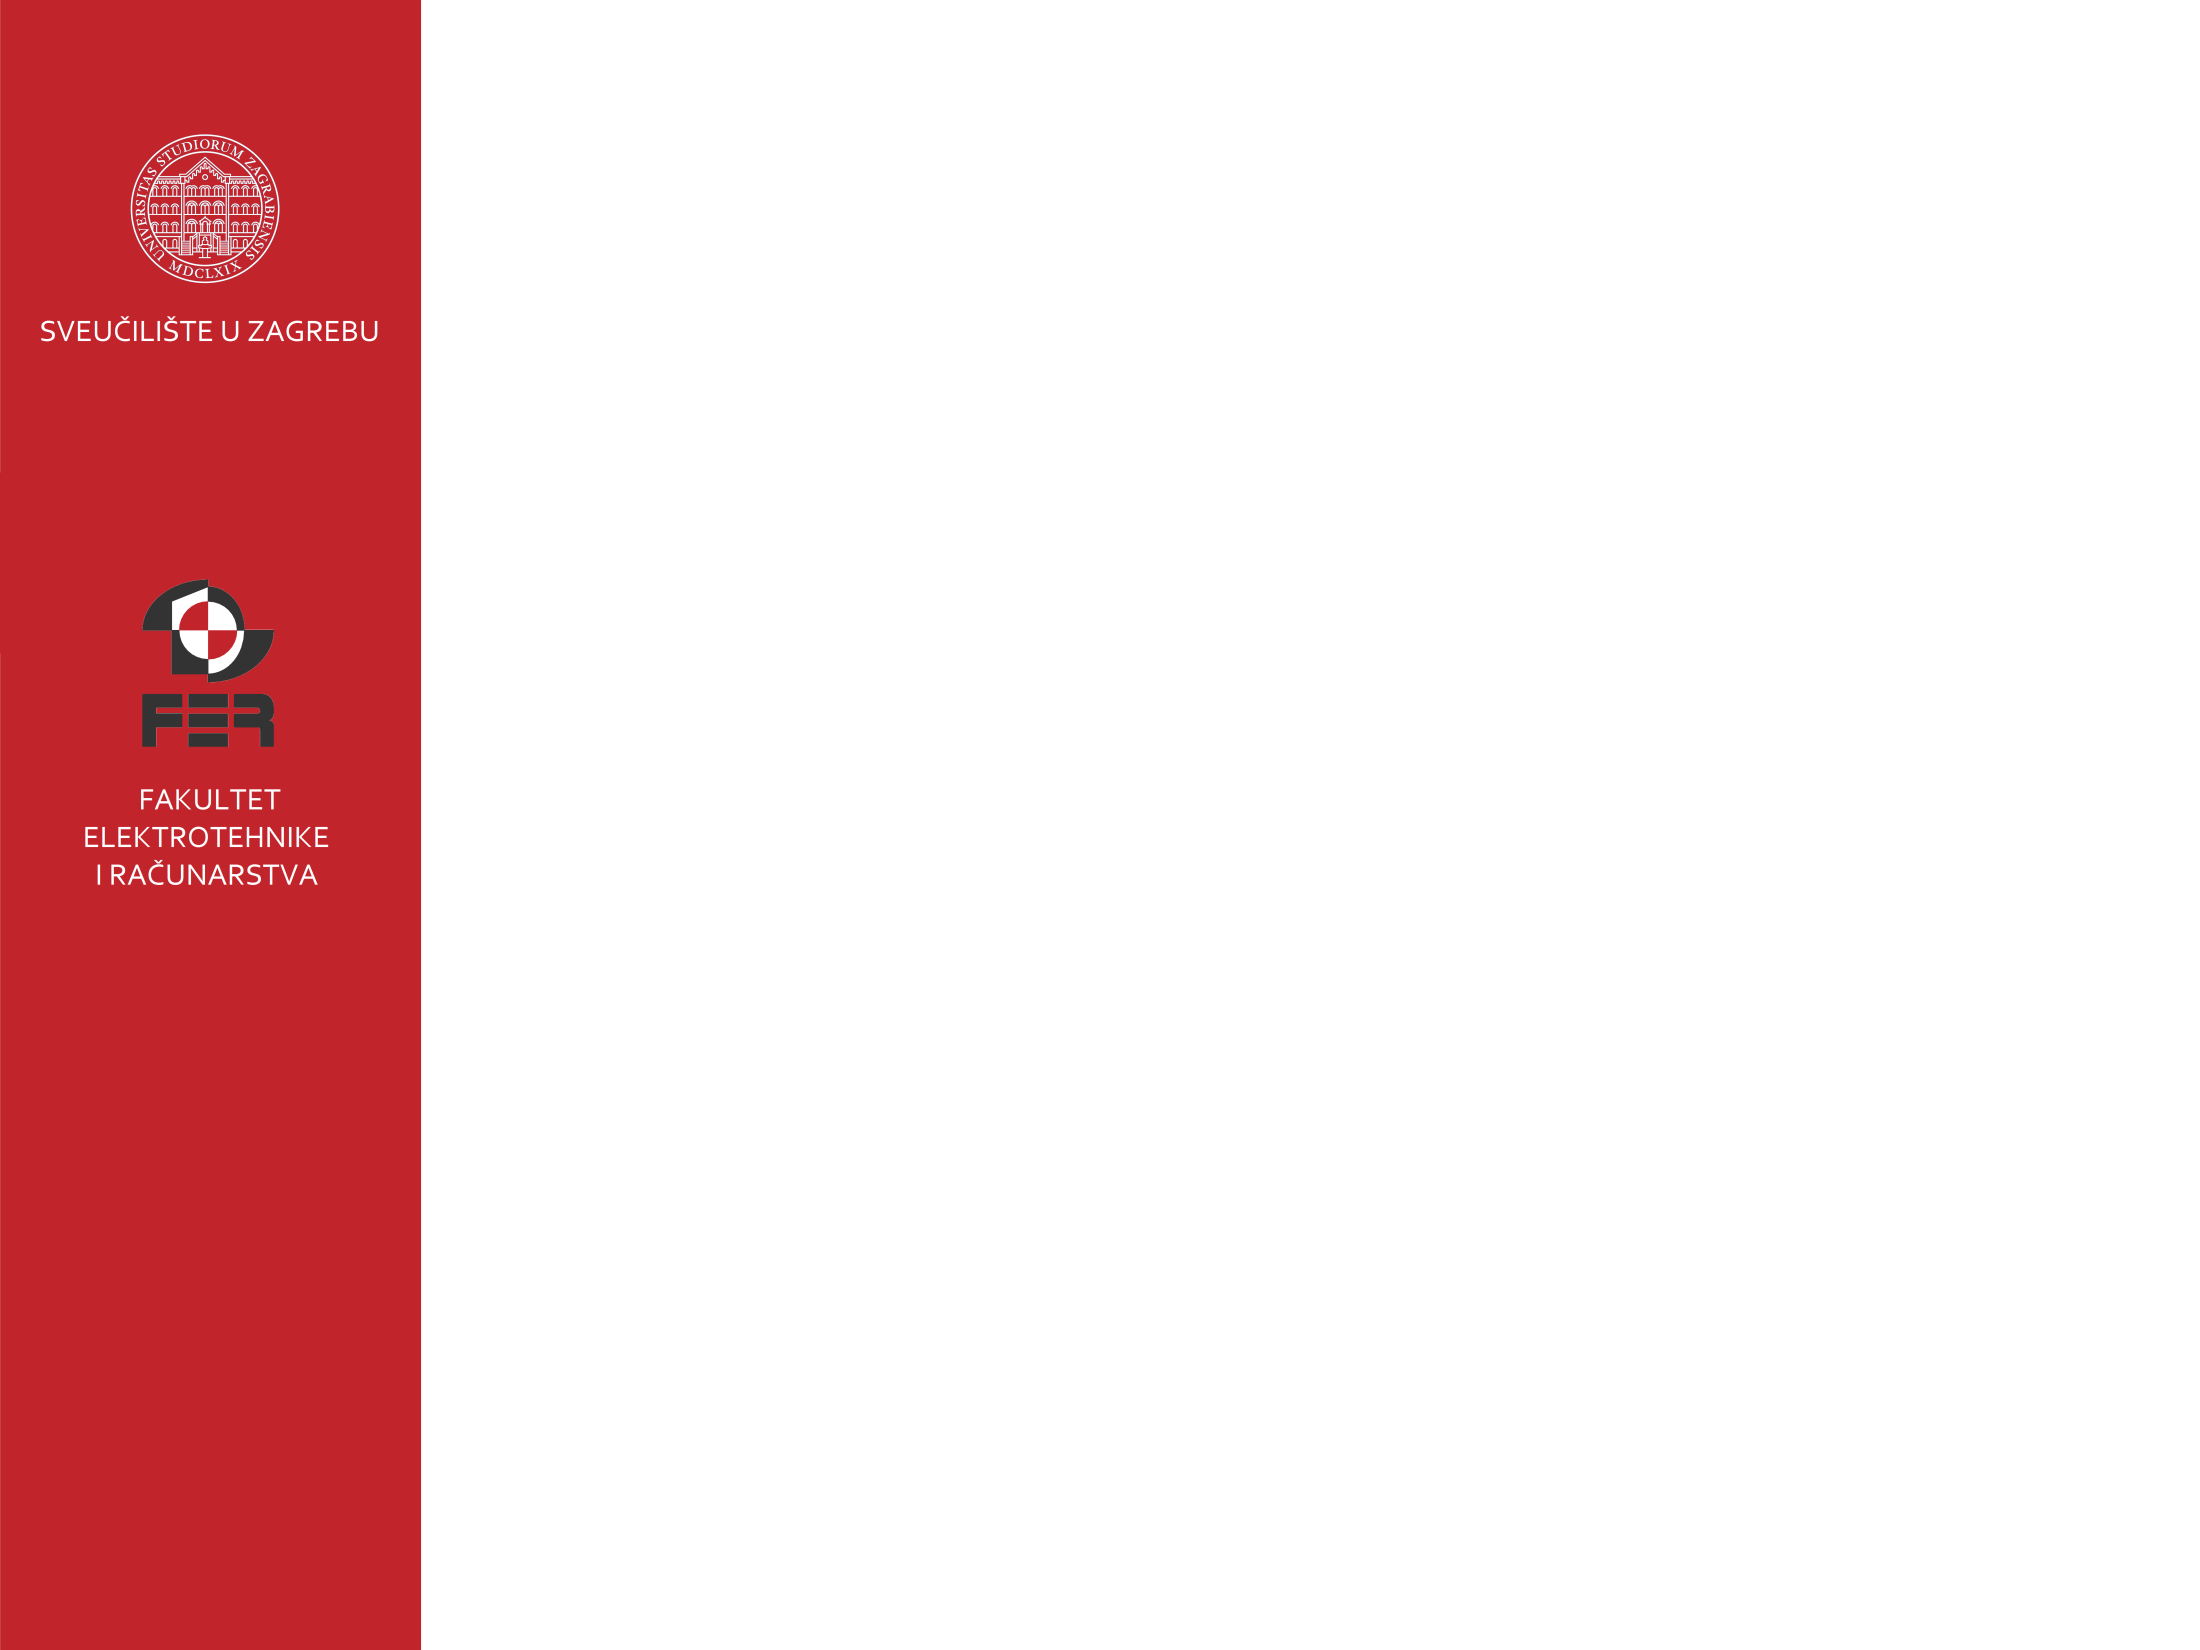 UNIVERSITAS STUDIORUM ZAGRABIENSIS
MDCLXIX
SVEUČILIŠTE U ZAGREBU
FER
FAKULTET
ELEKTROTEHNIKE
I RAČUNARSTVA